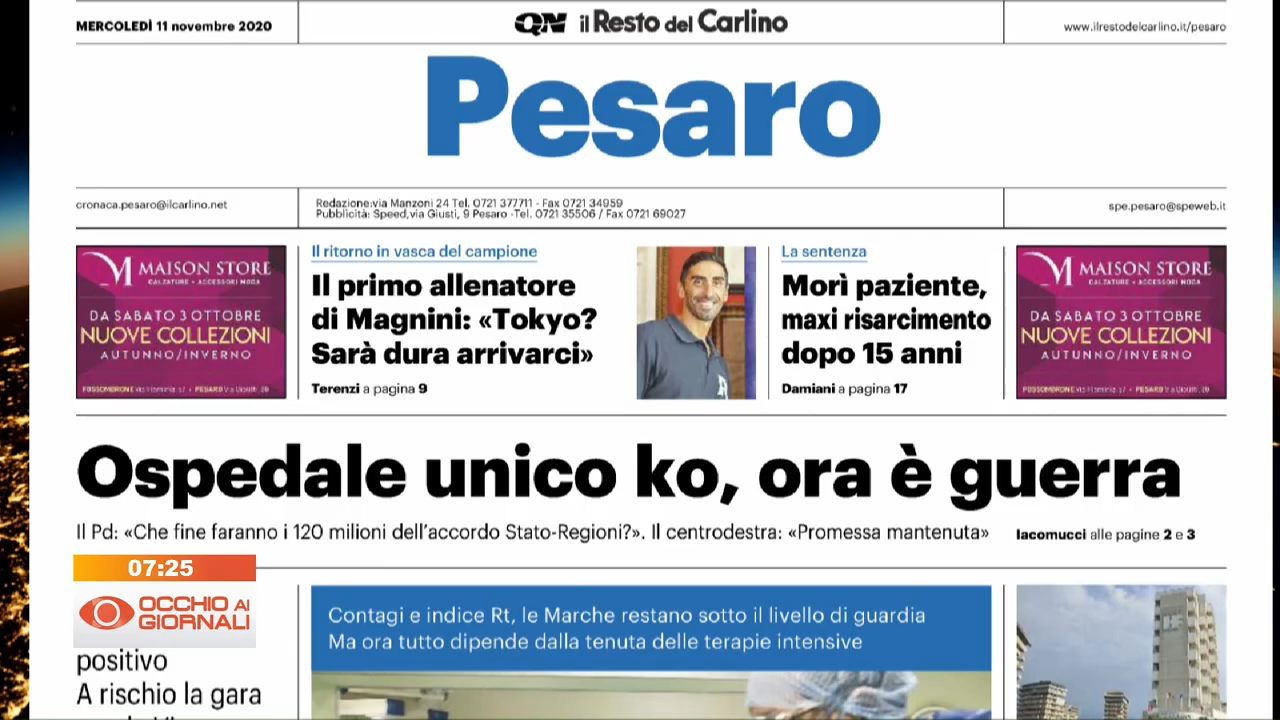 MERCOLEDÌ 11 novembre 2020
QN il Resto del Carlino
www.ilrestodelcarlino.it/pesaro
Pesaro
cronaca.pesaro@ilcarlino.net
Redazione:via Manzoni 24 Tel. 0721 377711 - Fax 0721 34959
Pubblicità: Speed,via Giusti, 9 Pesaro -Tel. 0721 35506 / Fax 0721 69027
spe.pesaro@speweb.it
MAISON STORE
CALZATURE + ACCESSORI MODA
DA SABATO 3 OTTOBRE
NUOVE COLLEZIONI
AUTUNNO/INVERNO
FOSSOMBRONE Via Flaminia, 17 • PESARO Via Giolitti, 20
Il ritorno in vasca del campione
Il primo allenatore
di Magnini: «Tokyo?
Sarà dura arrivarci»
Terenzi a pagina 9
La sentenza
Morì paziente,
maxi risarcimento
dopo 15 anni
Damiani a pagina 17
MAISON STORE
CALZATURE + ACCESSORI MODA
DA SABATO 3 OTTOBRE
NUOVE COLLEZIONI
AUTUNNO/INVERNO
Ospedale unico ko, ora è guerra
Il Pd: «Che fine faranno i 120 milioni dell'accordo Stato-Regioni?». Il centrodestra: «Promessa mantenuta»
Iacomucci alle pagine 2 e 3
07:25
OCCHIO AI
GIORNALI
positivo
A rischio la gara
Contagi e indice Rt, le Marche restano sotto il livello di guardia
Ma ora tutto dipende dalla tenuta delle terapie intensive